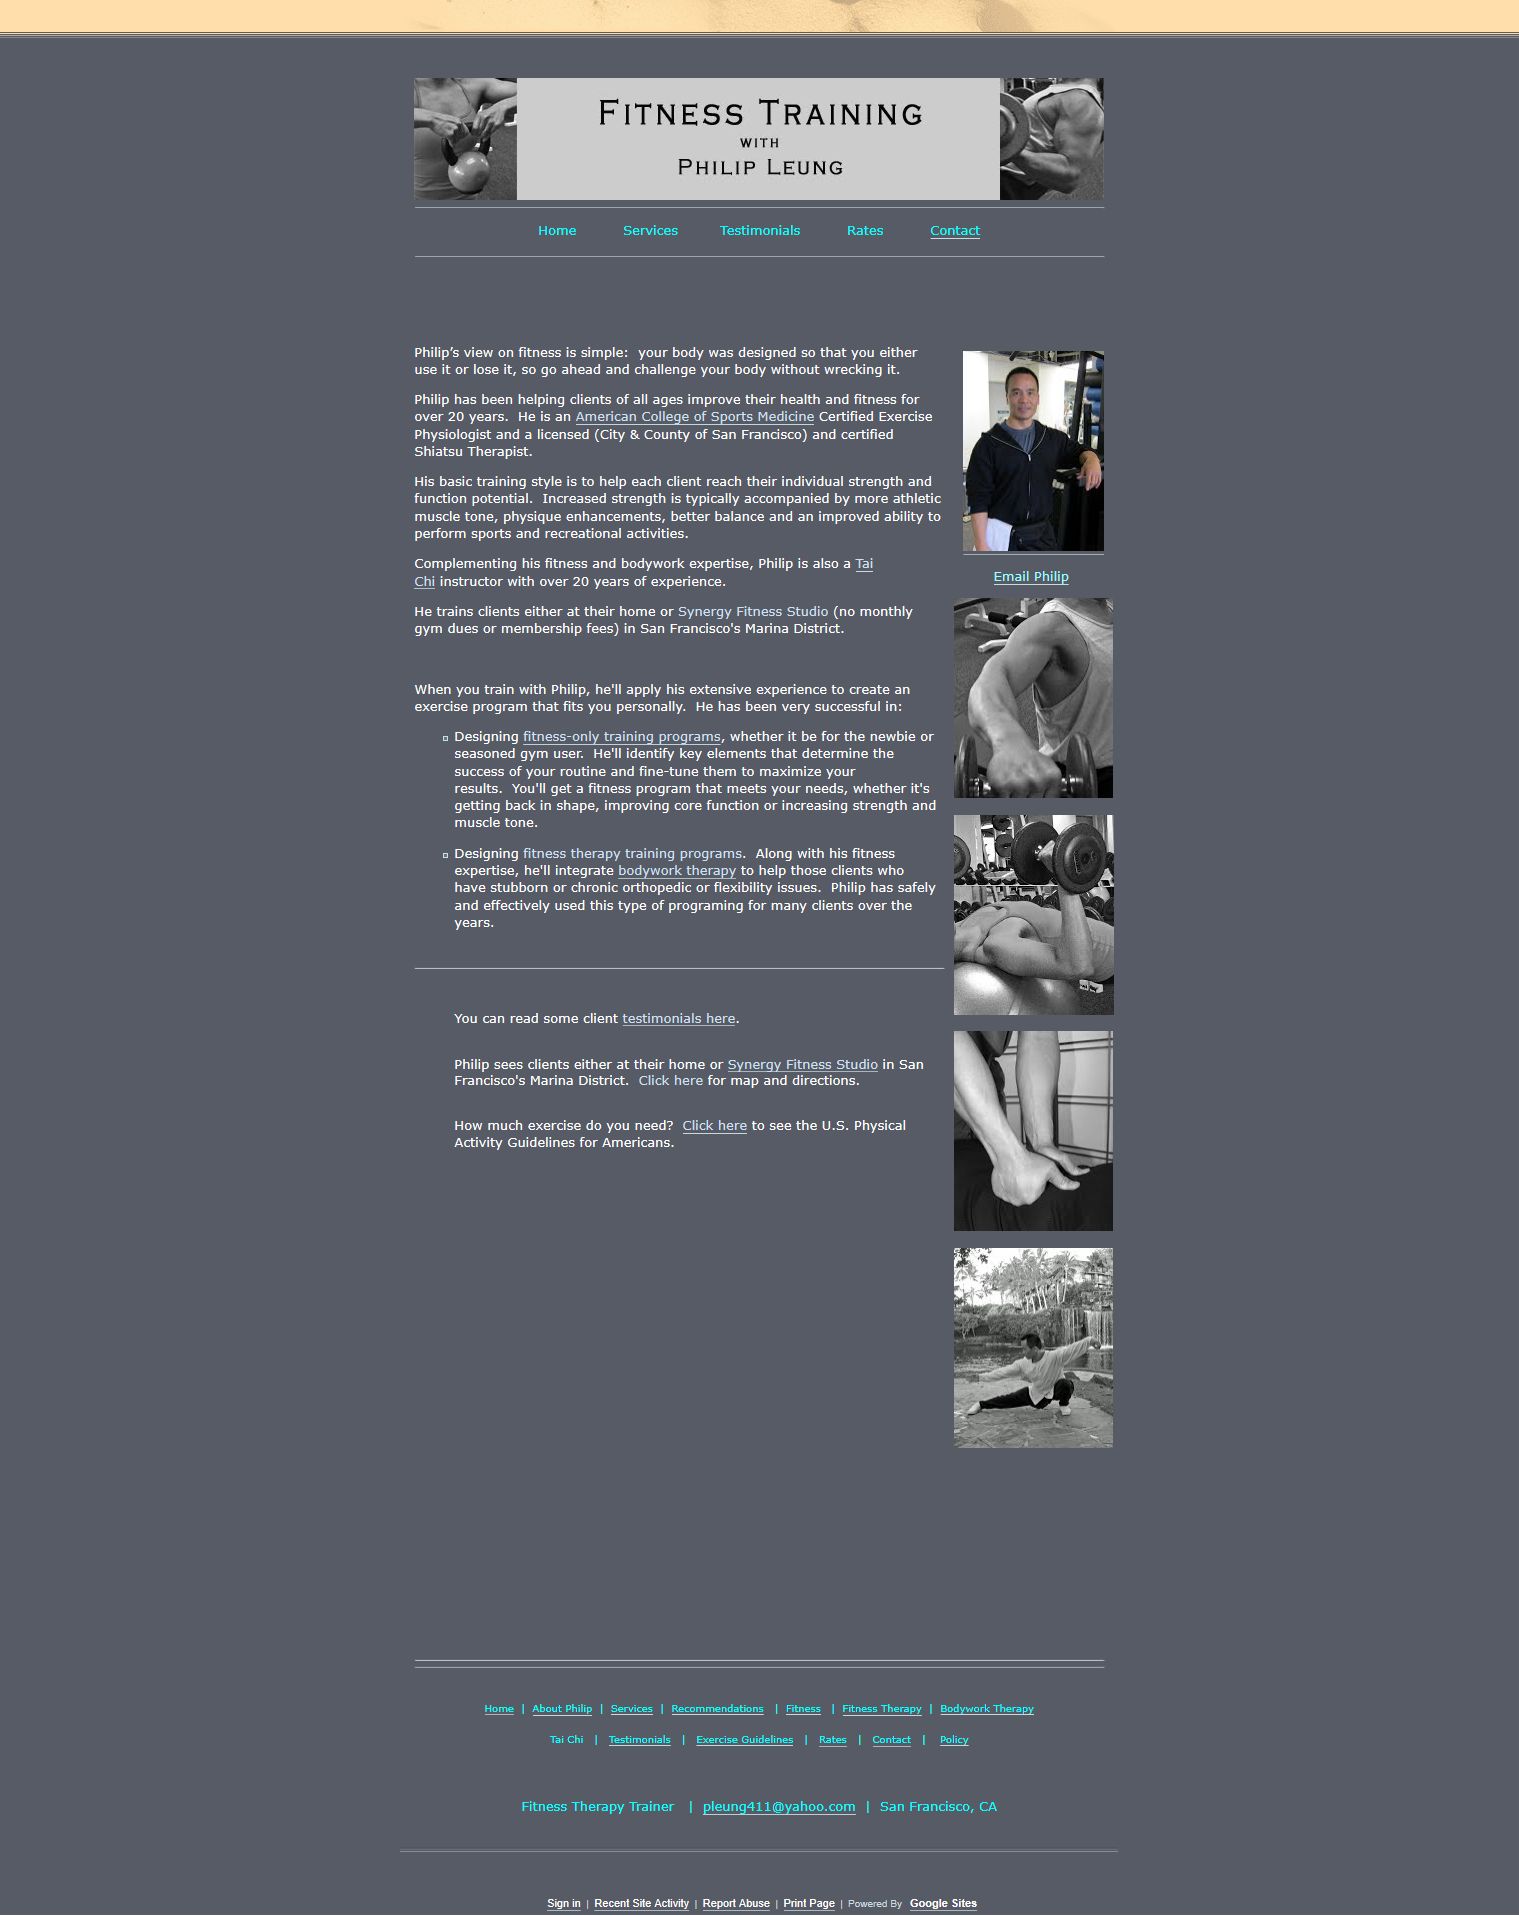 Fitness Training
with
Philip Leung
Home Services Testimonials Rates Contact
Philip’s view on fitness is simple:  your body was designed so that you either
use it or lose it, so go ahead and challenge your body without wrecking it.
Philip has been helping clients of all ages improve their health and fitness for
over 20 years.  He is an American College of Sports Medicine Certified Exercise
Physiologist and a licensed (City & County of San Francisco) and certified
Shiatsu Therapist.
His basic training style is to help each client reach their individual strength and
function potential.  Increased strength is typically accompanied by more athletic
muscle tone, physique enhancements, better balance and an improved ability to
perform sports and recreational activities.
Complementing his fitness and bodywork expertise, Philip is also a Tai
Chi instructor with over 20 years of experience.
He trains clients either at their home or Synergy Fitness Studio (no monthly
gym dues or membership fees) in San Francisco's Marina District.
When you train with Philip, he'll apply his extensive experience to create an
exercise program that fits you personally.  He has been very successful in:
Designing fitness-only training programs, whether it be for the newbie or
seasoned gym user.  He'll identify key elements that determine the
success of your routine and fine-tune them to maximize your
results.  You'll get a fitness program that meets your needs, whether it's
getting back in shape, improving core function or increasing strength and
muscle tone.
Designing fitness therapy training programs.  Along with his fitness
expertise, he'll integrate bodywork therapy to help those clients who
have stubborn or chronic orthopedic or flexibility issues.  Philip has safely
and effectively used this type of programing for many clients over the
years.
You can read some client testimonials here.
Philip sees clients either at their home or Synergy Fitness Studio in San
Francisco's Marina District.  Click here for map and directions.
How much exercise do you need?  Click here to see the U.S. Physical
Activity Guidelines for Americans.
Email Philip
Home | About Philip | Services | Recommendations | Fitness | Fitness Therapy | Bodywork Therapy
Tai Chi | Testimonials | Exercise Guidelines | Rates | Contact | Policy
Fitness Therapy Trainer | pleung411@yahoo.com | San Francisco, CA
Sign in | Recent Site Activity | Report Abuse | Print Page | Powered By Google Sites